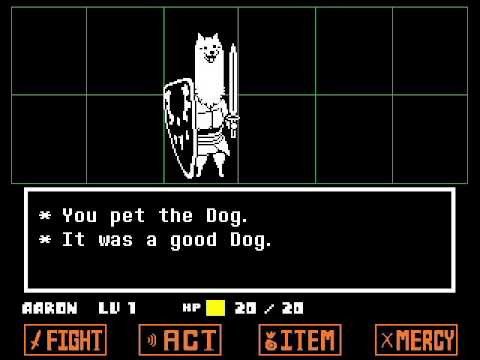 * You pet the Dog.
* It was a good Dog.
AARON LV 1 HP 20 / 20
FIGHT ACT ITEM MERCY